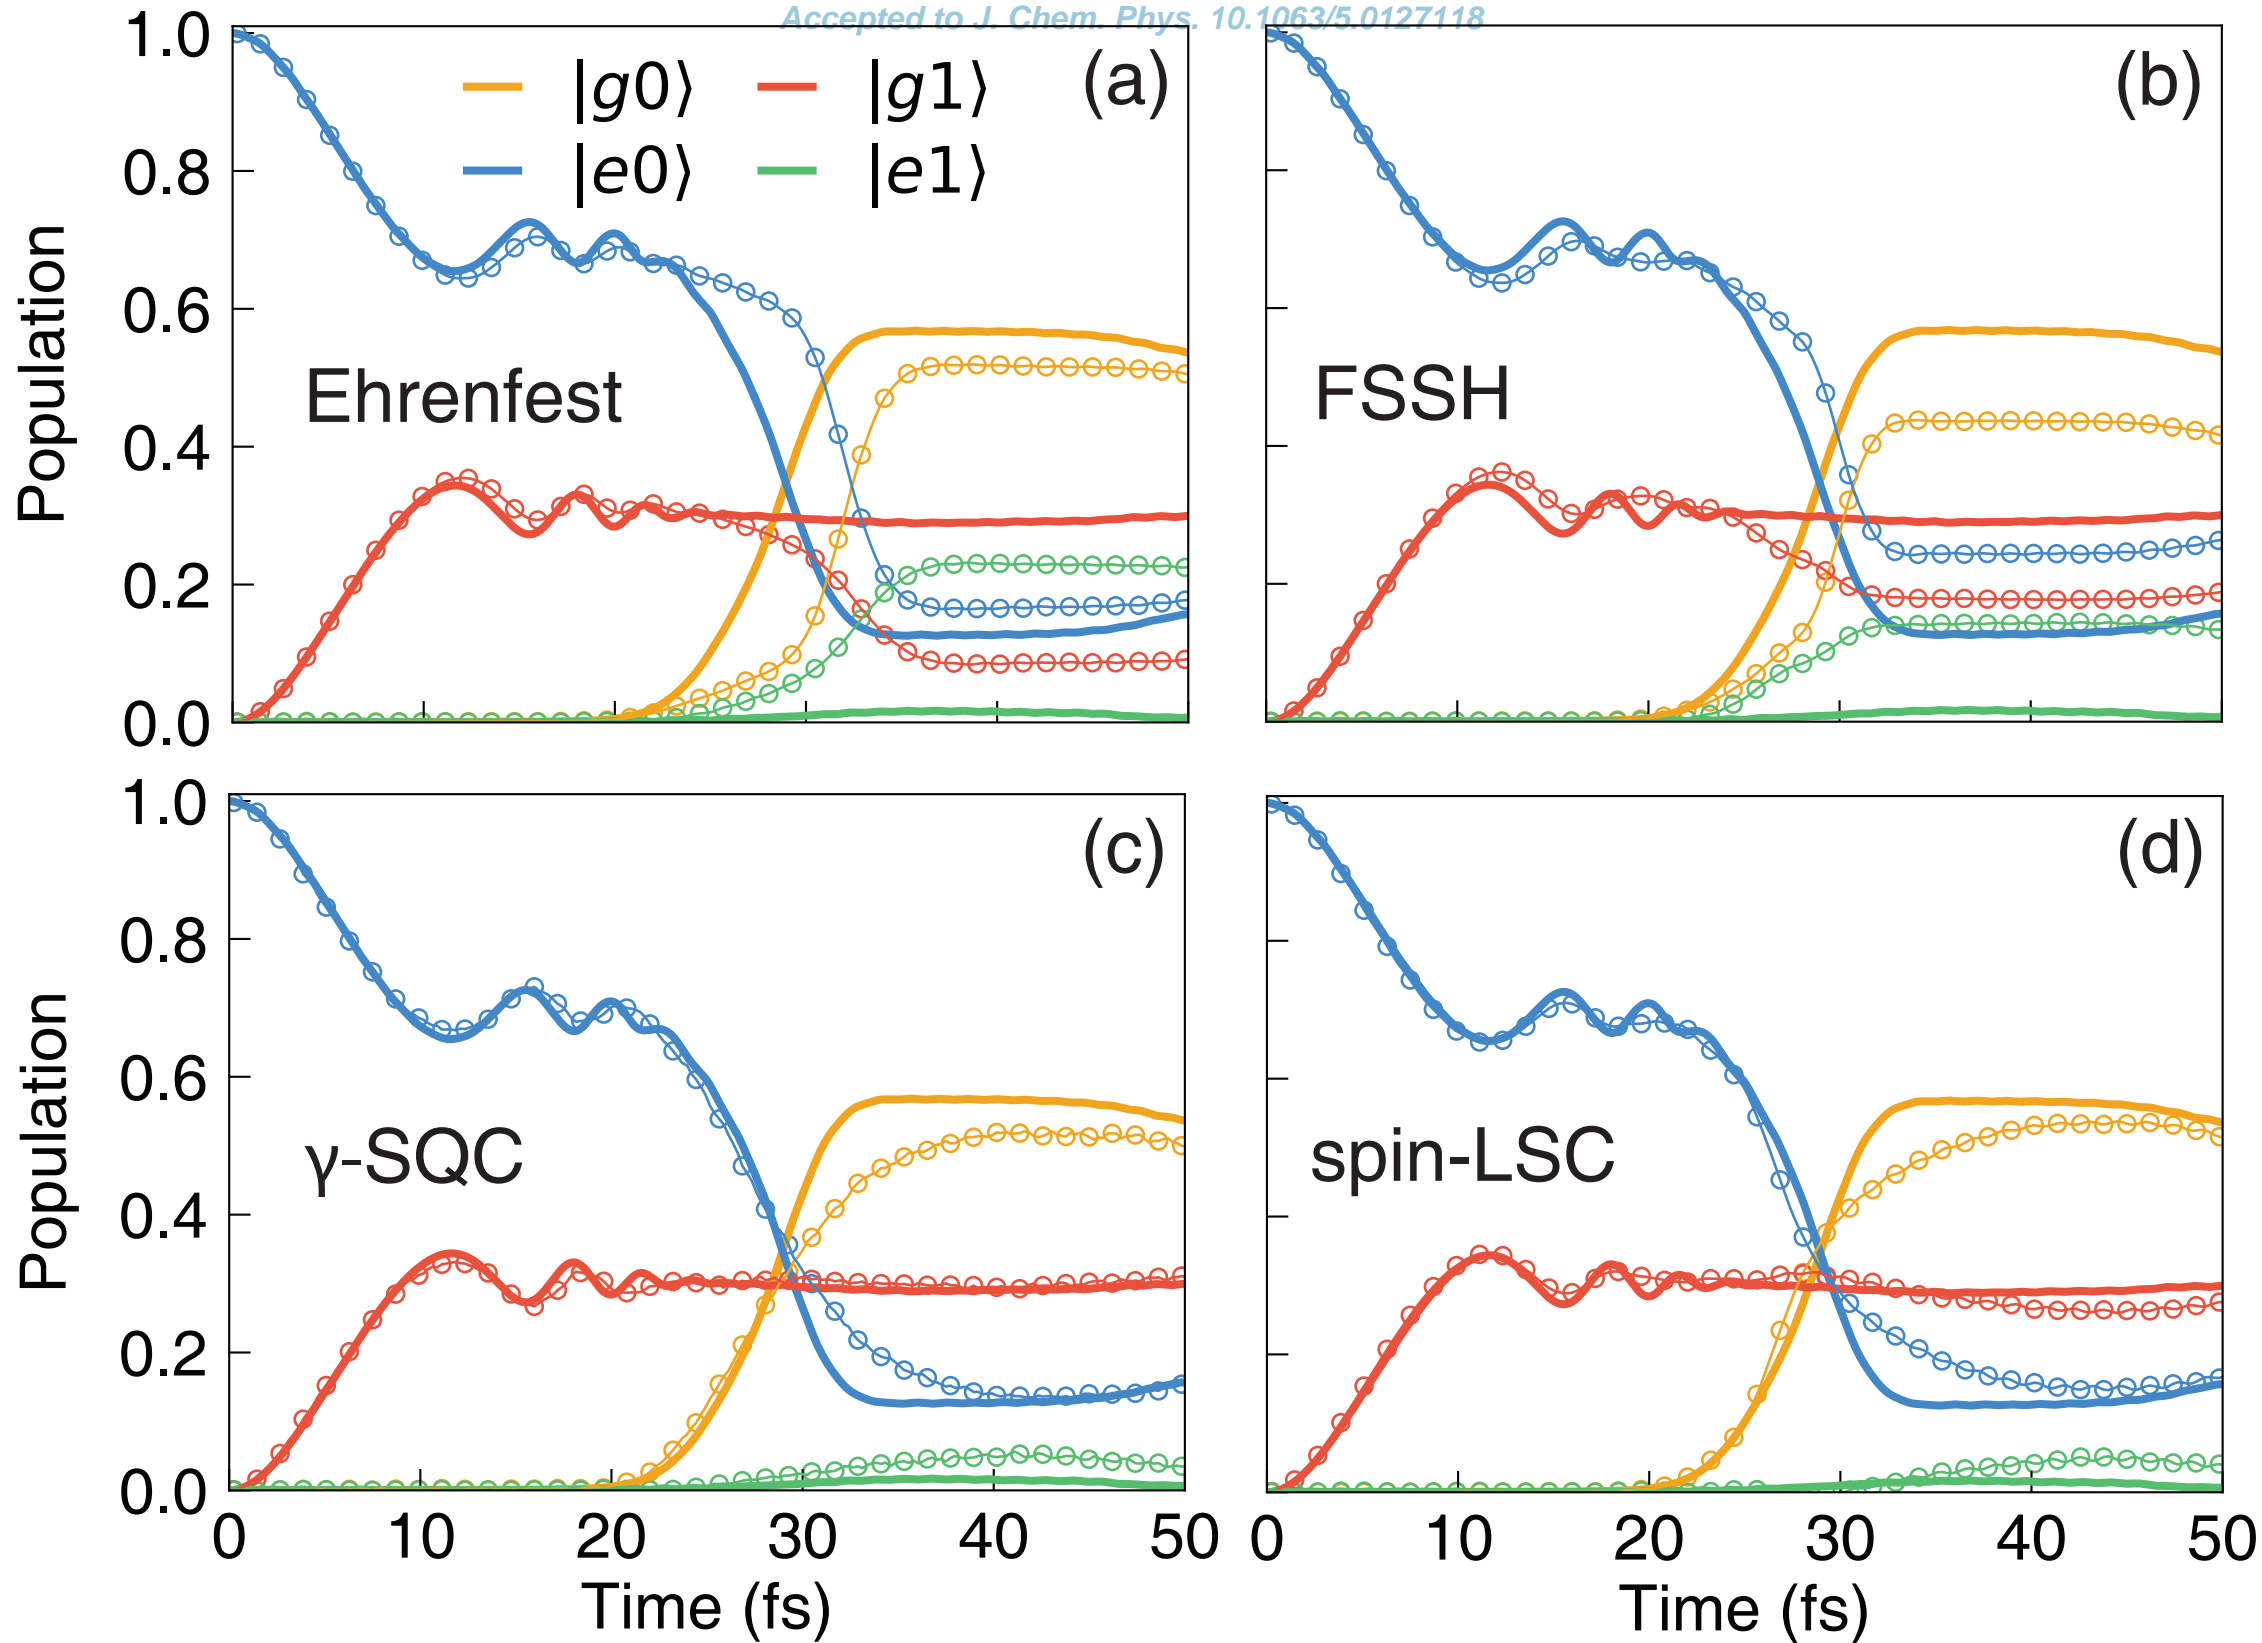 Accepted to J. Chem. Phys. 10.1063/5.0127118
1.0
0.8
0.6
0.4
0.2
0.0
Population
|g0⟩ |g1⟩
|e0⟩ |e1⟩
(a)
Ehrenfest
(b)
FSSH
1.0
0.8
0.6
0.4
0.2
0.0
Population
(c)
γ-SQC
0 10 20 30 40 50
Time (fs)
(d)
spin-LSC
0 10 20 30 40 50
Time (fs)